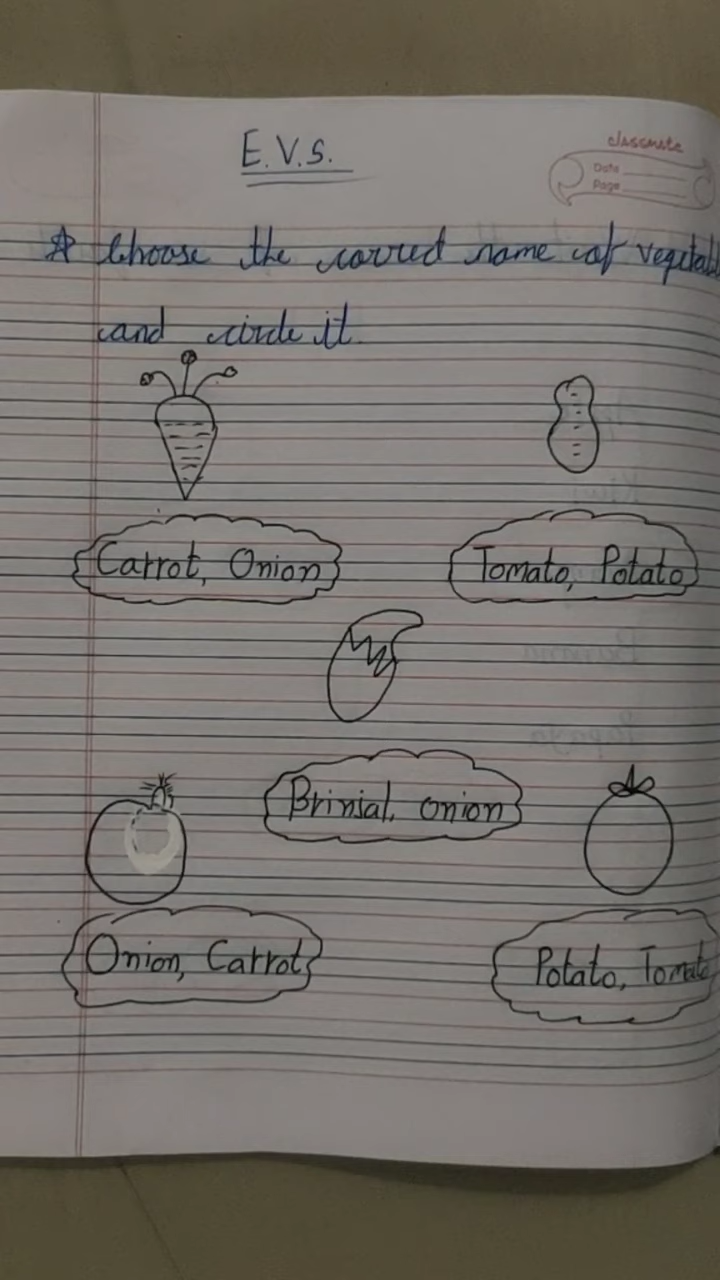 E.V.S.
classmate
Date
Page
☆ Choose the correct name of vegetabl
and circle it.
Carrot, Onion
Tomato, Potato
Brinjal, onion
Onion, Carrot
Potato, Tomato